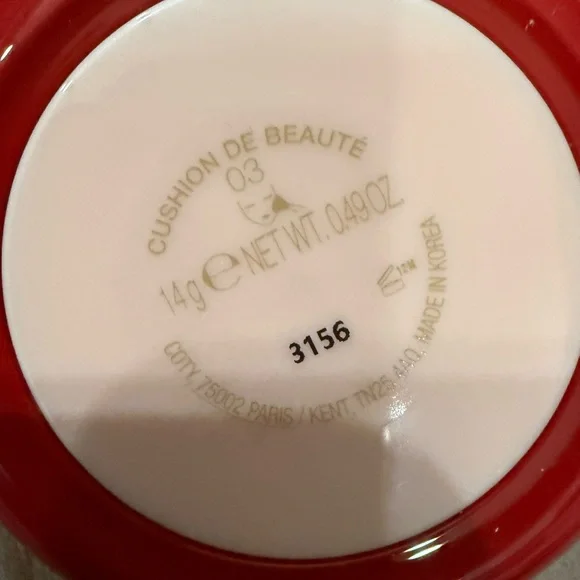 CUSHION DE BEAUTÉ
03
14g e NET WT. 0.49 OZ.
12M
3156
COTY, 75002 PARIS / KENT, TN25 4AQ. MADE IN KOREA